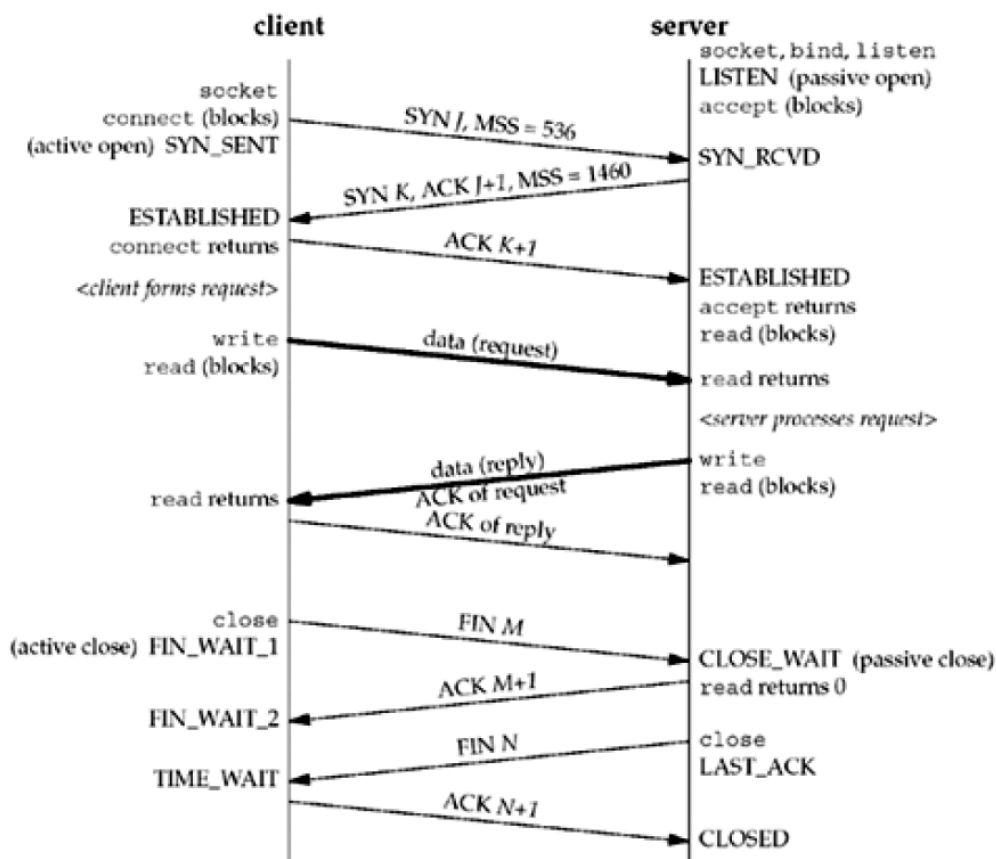 client
server
socket, bind, listen
LISTEN (passive open)
accept (blocks)
socket
connect (blocks)
(active open) SYN_SENT
SYN J, MSS = 536
SYN_RCVD
SYN K, ACK J+1, MSS = 1460
ESTABLISHED
connect returns
ACK K+1
<client forms request>
ESTABLISHED
accept returns
read (blocks)
write
read (blocks)
data (request)
read returns
<server processes request>
write
read (blocks)
data (reply)
ACK of request
read returns
ACK of reply
close
(active close) FIN_WAIT_1
FIN M
CLOSE_WAIT (passive close)
read returns 0
ACK M+1
FIN_WAIT_2
close
LAST_ACK
FIN N
TIME_WAIT
ACK N+1
CLOSED